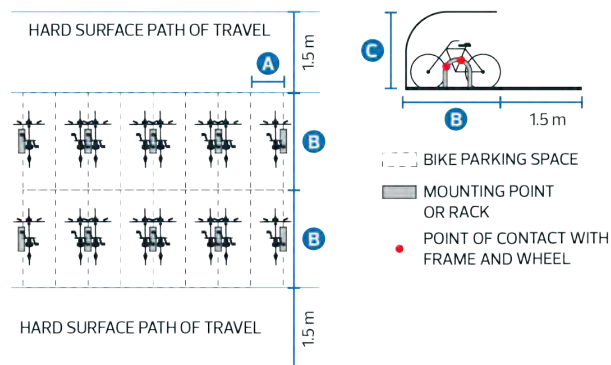 HARD SURFACE PATH OF TRAVEL
1.5 m
A
B
B
HARD SURFACE PATH OF TRAVEL
1.5 m
C
B
1.5 m
BIKE PARKING SPACE
MOUNTING POINT
OR RACK
POINT OF CONTACT WITH
FRAME AND WHEEL